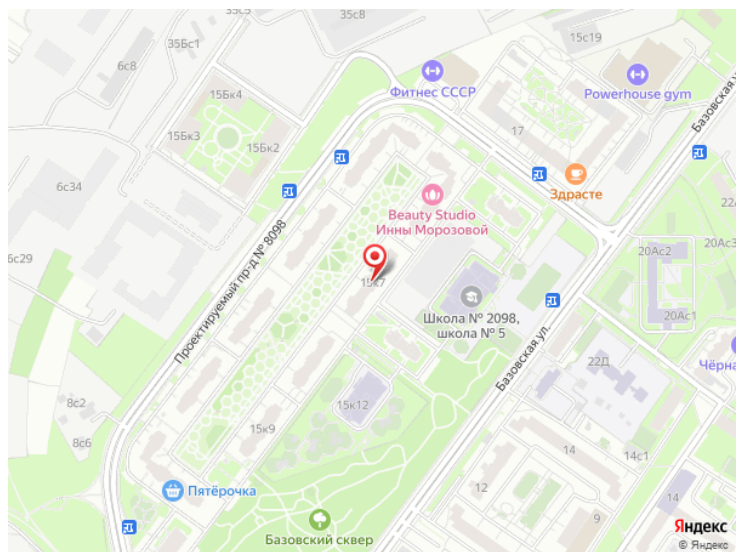 35Бс1
35с8
15с19
6с8
15Бк4
Фитнес СССР
Powerhouse gym
15Бк3
15Бк2
17
Базовская у
6с34
Здрасте
22А
Beauty Studio
Инны Морозовой
20Ас2
20Ас3
6с29
Проектируемый пр-д № 8098
15к7
Школа № 2098,
школа № 5
20Ас1
Базовская ул.
22Д
Чёрна
8с2
15к12
8с6
15к9
14
14с1
Пятёрочка
12
14
9
Базовский сквер
Яндекс
© Яндекс